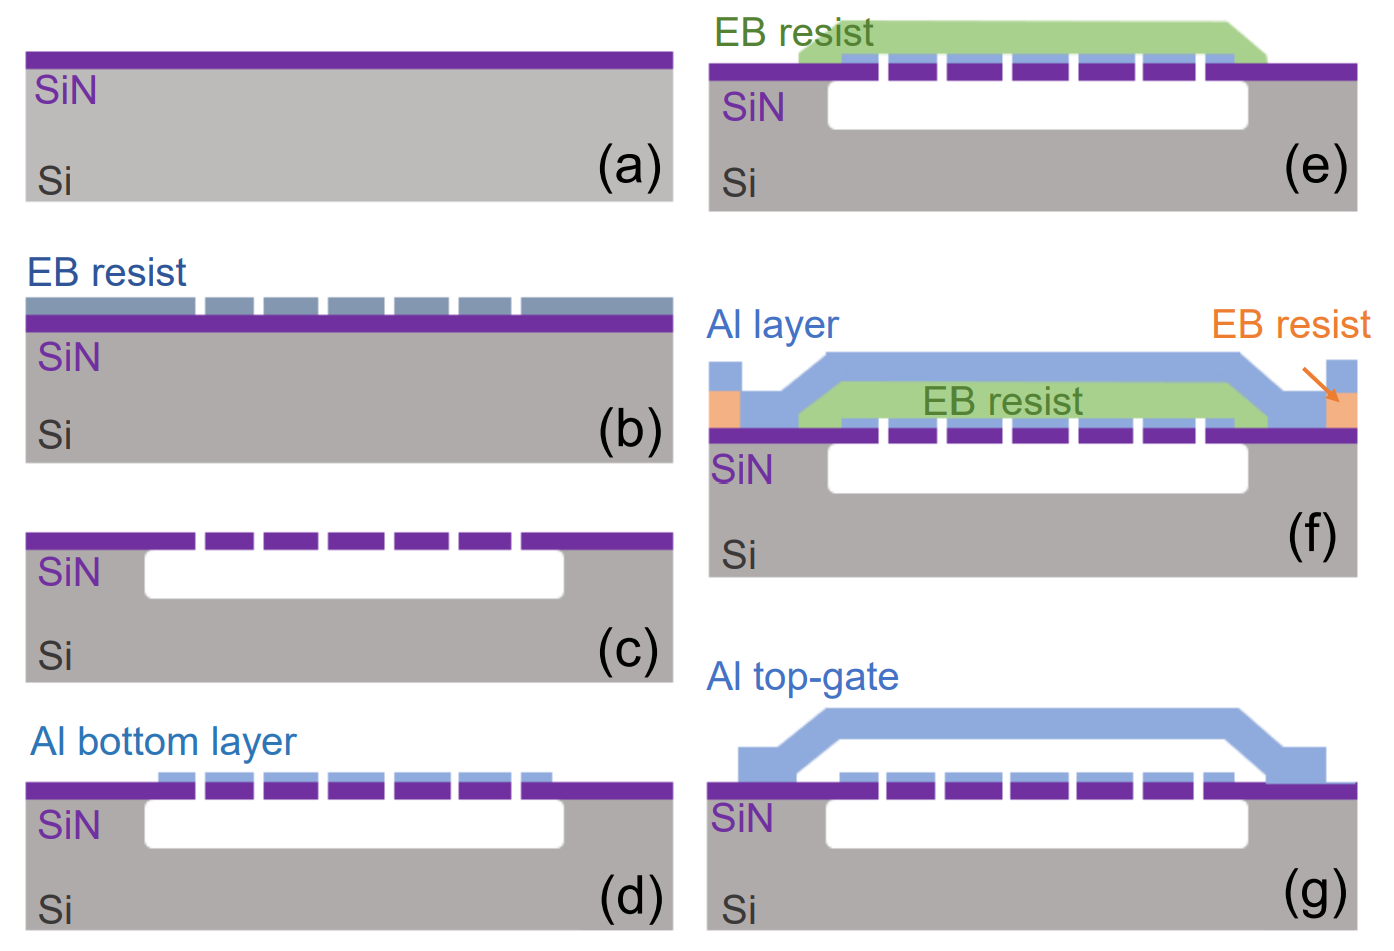 SiN
Si
(a)
EB resist
SiN
Si
(b)
SiN
Si
(c)
Al bottom layer
SiN
Si
(d)
EB resist
SiN
Si
(e)
Al layer
EB resist
EB resist
SiN
Si
(f)
Al top-gate
SiN
Si
(g)